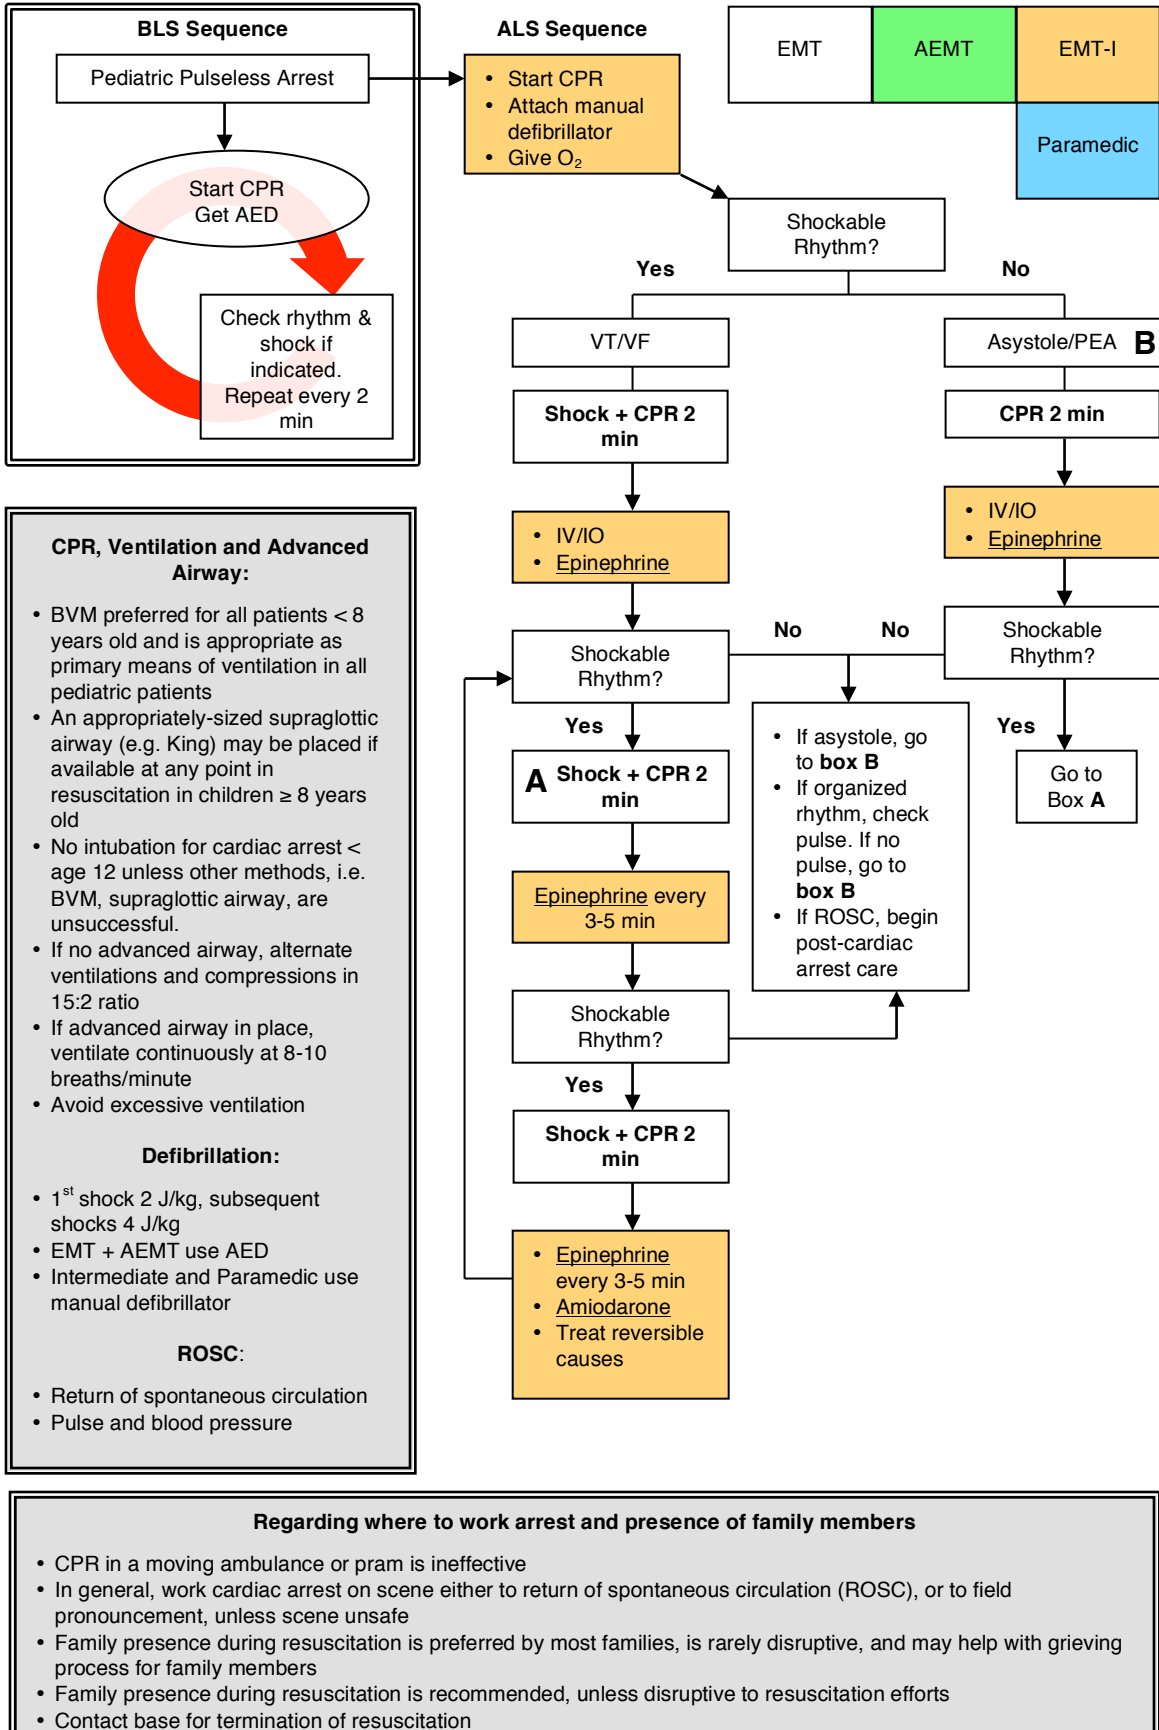 BLS Sequence
Pediatric Pulseless Arrest
Start CPR
Get AED
Check rhythm &
shock if
indicated.
Repeat every 2
min
ALS Sequence
• Start CPR
• Attach manual
defibrillator
• Give O₂
EMT
AEMT
EMT-I
Paramedic
Shockable
Rhythm?
Yes
No
VT/VF
Asystole/PEA B
Shock + CPR 2
min
CPR 2 min
• IV/IO
• Epinephrine
• IV/IO
• Epinephrine
Shockable
Rhythm?
No
No
Shockable
Rhythm?
Yes
Yes
A Shock + CPR 2
min
• If asystole, go
to box B
• If organized
rhythm, check
pulse. If no
pulse, go to
box B
• If ROSC, begin
post-cardiac
arrest care
Go to
Box A
Epinephrine every
3-5 min
Shockable
Rhythm?
Yes
Shock + CPR 2
min
• Epinephrine
every 3-5 min
• Amiodarone
• Treat reversible
causes
CPR, Ventilation and Advanced
Airway:
• BVM preferred for all patients < 8
years old and is appropriate as
primary means of ventilation in all
pediatric patients
• An appropriately-sized supraglottic
airway (e.g. King) may be placed if
available at any point in
resuscitation in children ≥ 8 years
old
• No intubation for cardiac arrest <
age 12 unless other methods, i.e.
BVM, supraglottic airway, are
unsuccessful.
• If no advanced airway, alternate
ventilations and compressions in
15:2 ratio
• If advanced airway in place,
ventilate continuously at 8-10
breaths/minute
• Avoid excessive ventilation
Defibrillation:
• 1st shock 2 J/kg, subsequent
shocks 4 J/kg
• EMT + AEMT use AED
• Intermediate and Paramedic use
manual defibrillator
ROSC:
• Return of spontaneous circulation
• Pulse and blood pressure
Regarding where to work arrest and presence of family members
• CPR in a moving ambulance or pram is ineffective
• In general, work cardiac arrest on scene either to return of spontaneous circulation (ROSC), or to field
pronouncement, unless scene unsafe
• Family presence during resuscitation is preferred by most families, is rarely disruptive, and may help with grieving
process for family members
• Family presence during resuscitation is recommended, unless disruptive to resuscitation efforts
• Contact base for termination of resuscitation